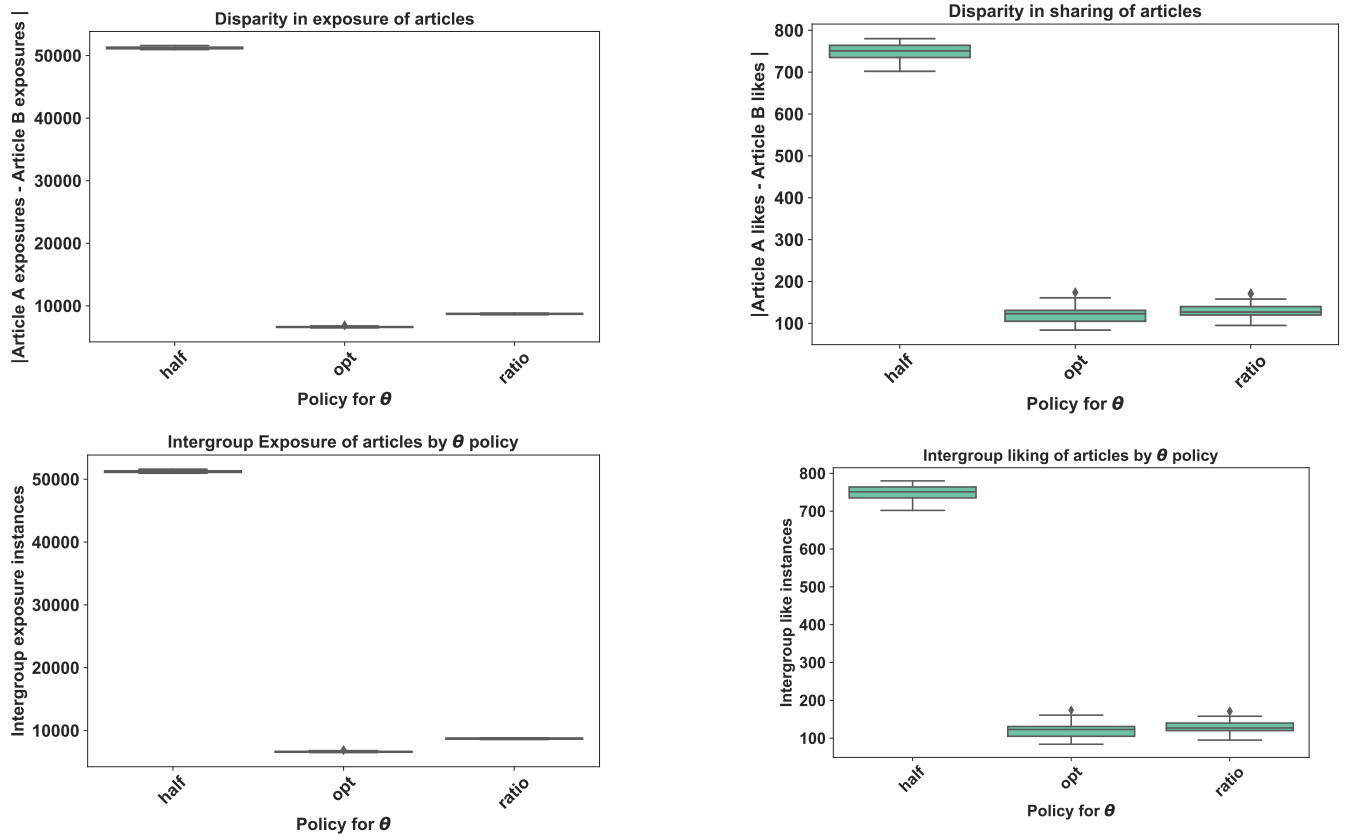 Disparity in exposure of articles
|Article A exposures - Article B exposures |
50000
40000
30000
20000
10000
half
opt
ratio
Policy for θ
Disparity in sharing of articles
|Article A likes - Article B likes |
800
700
600
500
400
300
200
100
half
opt
ratio
Policy for θ
Intergroup Exposure of articles by θ policy
Intergroup exposure instances
50000
40000
30000
20000
10000
half
opt
ratio
Policy for θ
Intergroup liking of articles by θ policy
Intergroup like instances
800
700
600
500
400
300
200
100
half
opt
ratio
Policy for θ